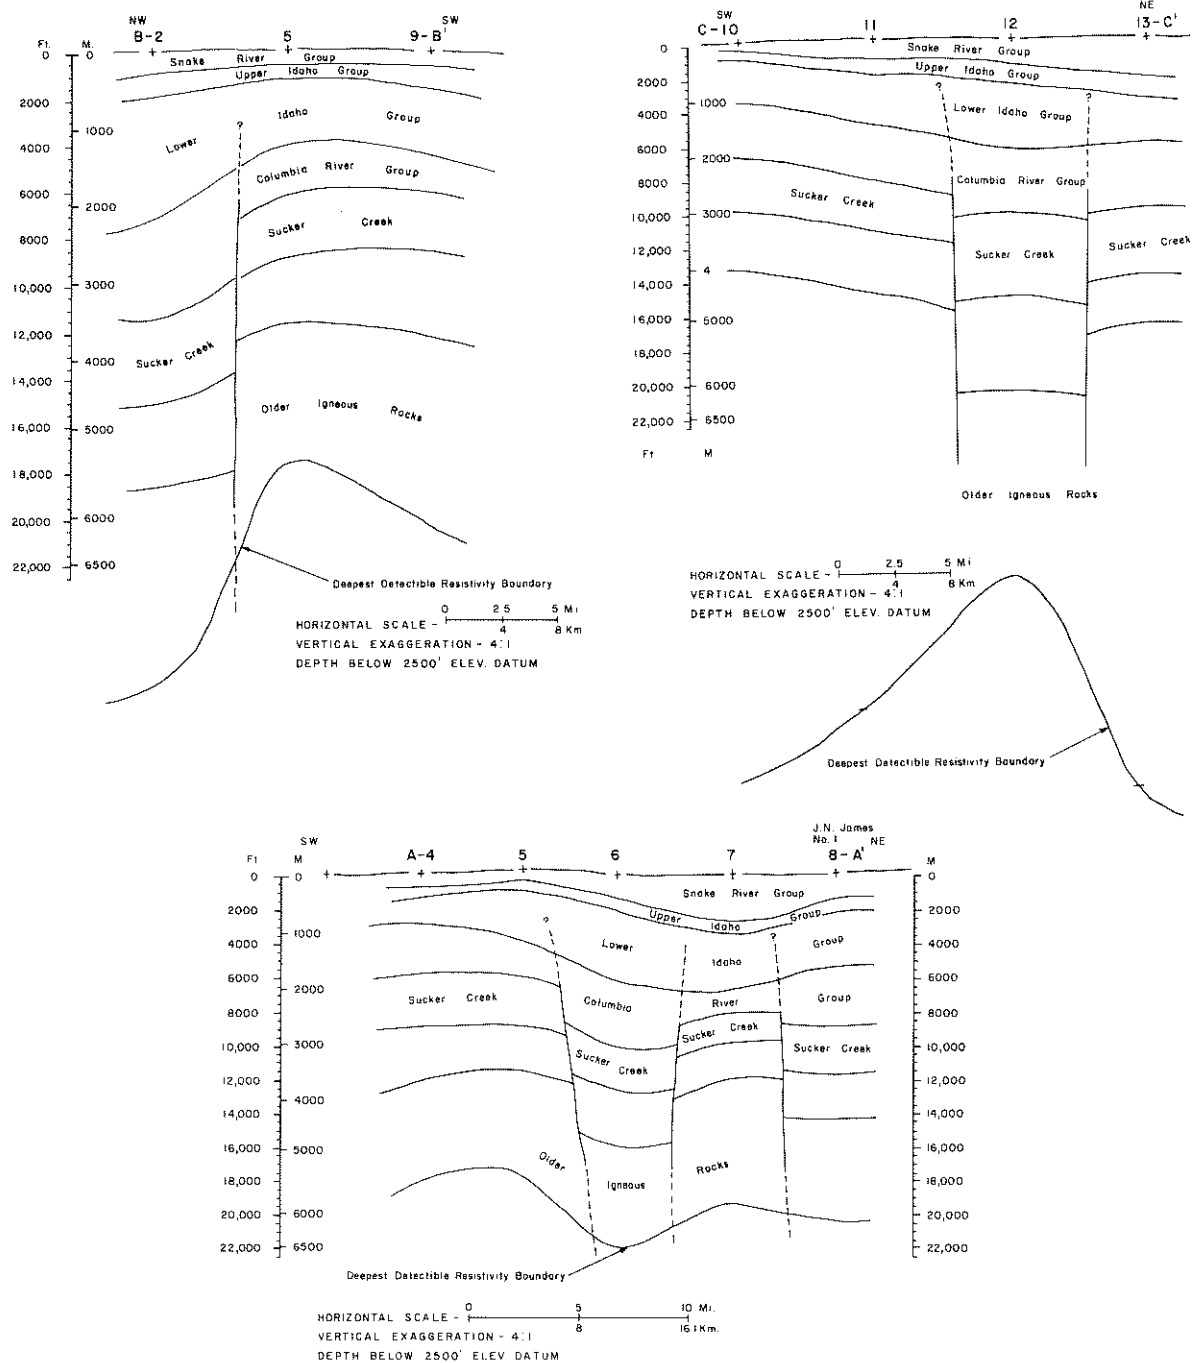 NW SW
B-2 5 9-B'
Ft. M.
Snake River Group
Upper Idaho Group
Lower Idaho Group
?
Columbia River Group
Sucker Creek
Sucker Creek
Older Igneous Rocks
0
2000
4000
6000
8000
10,000
12,000
14,000
16,000
18,000
20,000
22,000
0
1000
2000
3000
4000
5000
6000
6500
Deepest Detectible Resistivity Boundary
0 2.5 5 Mi
HORIZONTAL SCALE -
4 8 Km
VERTICAL EXAGGERATION - 4:1
DEPTH BELOW 2500' ELEV. DATUM
SW NE
C-10 11 12 13-C'
Snake River Group
Upper Idaho Group
? ?
Lower Idaho Group
Columbia River Group
Sucker Creek
Sucker Creek
Sucker Creek
0
2000
4000
6000
8000
10,000
12,000
14,000
16,000
18,000
20,000
22,000
Ft
1000
2000
3000
4
5000
6000
6500
M
Older Igneous Rocks
0 2.5 5 Mi
HORIZONTAL SCALE -
4 8 Km
VERTICAL EXAGGERATION - 4:1
DEPTH BELOW 2500' ELEV DATUM
Deepest Detectible Resistivity Boundary
J.N. James
No. 1
SW NE
Ft M M
A-4 5 6 7 8-A'
Snake River Group
Upper Idaho Group
? ?
Lower Idaho Group
Columbia River Group
Sucker Creek
Sucker Creek
Sucker Creek
Sucker Creek
Older Igneous Rocks
0
2000
4000
6000
8000
10,000
12,000
14,000
16,000
18,000
20,000
22,000
0
1000
2000
3000
4000
5000
6000
6500
0
2000
4000
6000
8000
10,000
12,000
14,000
16,000
18,000
20,000
22,000
Deepest Detectible Resistivity Boundary
0 5 10 Mi.
HORIZONTAL SCALE -
8 16.1 Km.
VERTICAL EXAGGERATION - 4:1
DEPTH BELOW 2500' ELEV DATUM